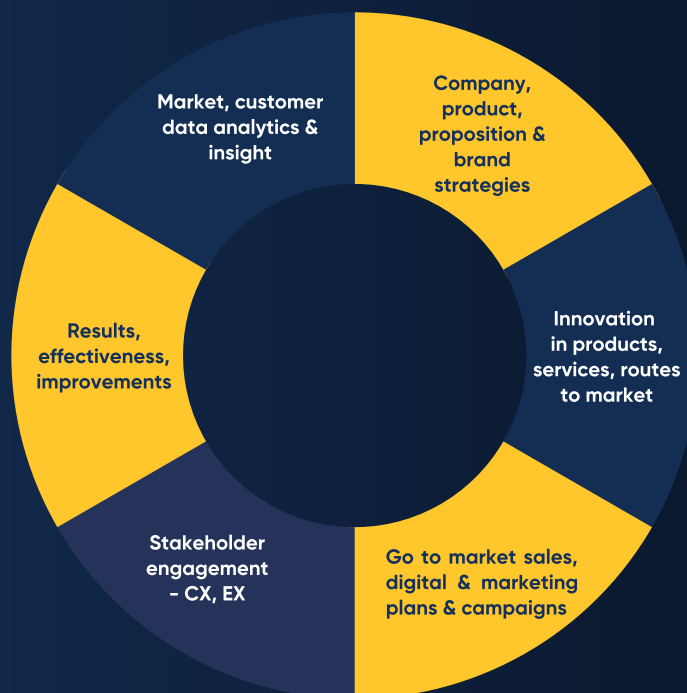 Market, customer
data analytics &
insight
Company,
product,
proposition &
brand
strategies
Innovation
in products,
services, routes
to market
Go to market sales,
digital & marketing
plans & campaigns
Stakeholder
engagement
- CX, EX
Results,
effectiveness,
improvements